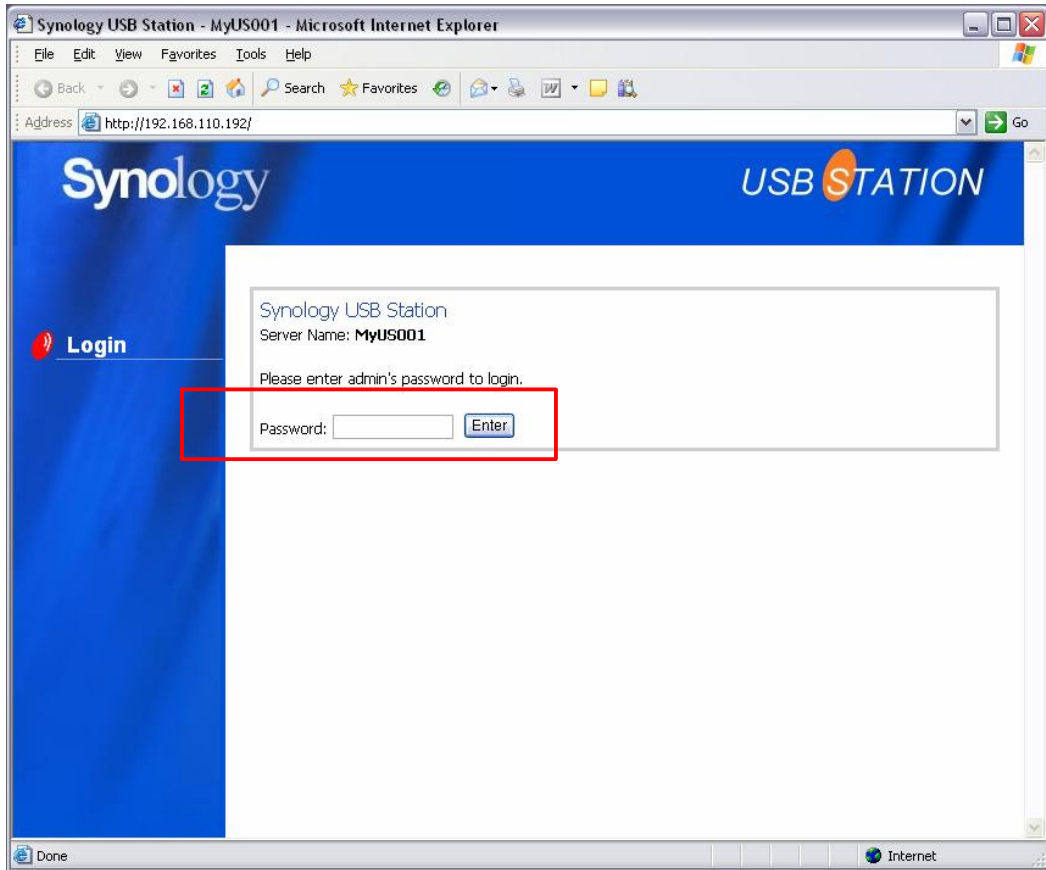 Synology USB Station - MyUS001 - Microsoft Internet Explorer
File Edit View Favorites Tools Help
Back Search Favorites
Address http://192.168.110.192/ Go
Synology USB STATION
Synology USB Station
Server Name: MyUS001
Login
Please enter admin's password to login.
Password: Enter
Done Internet